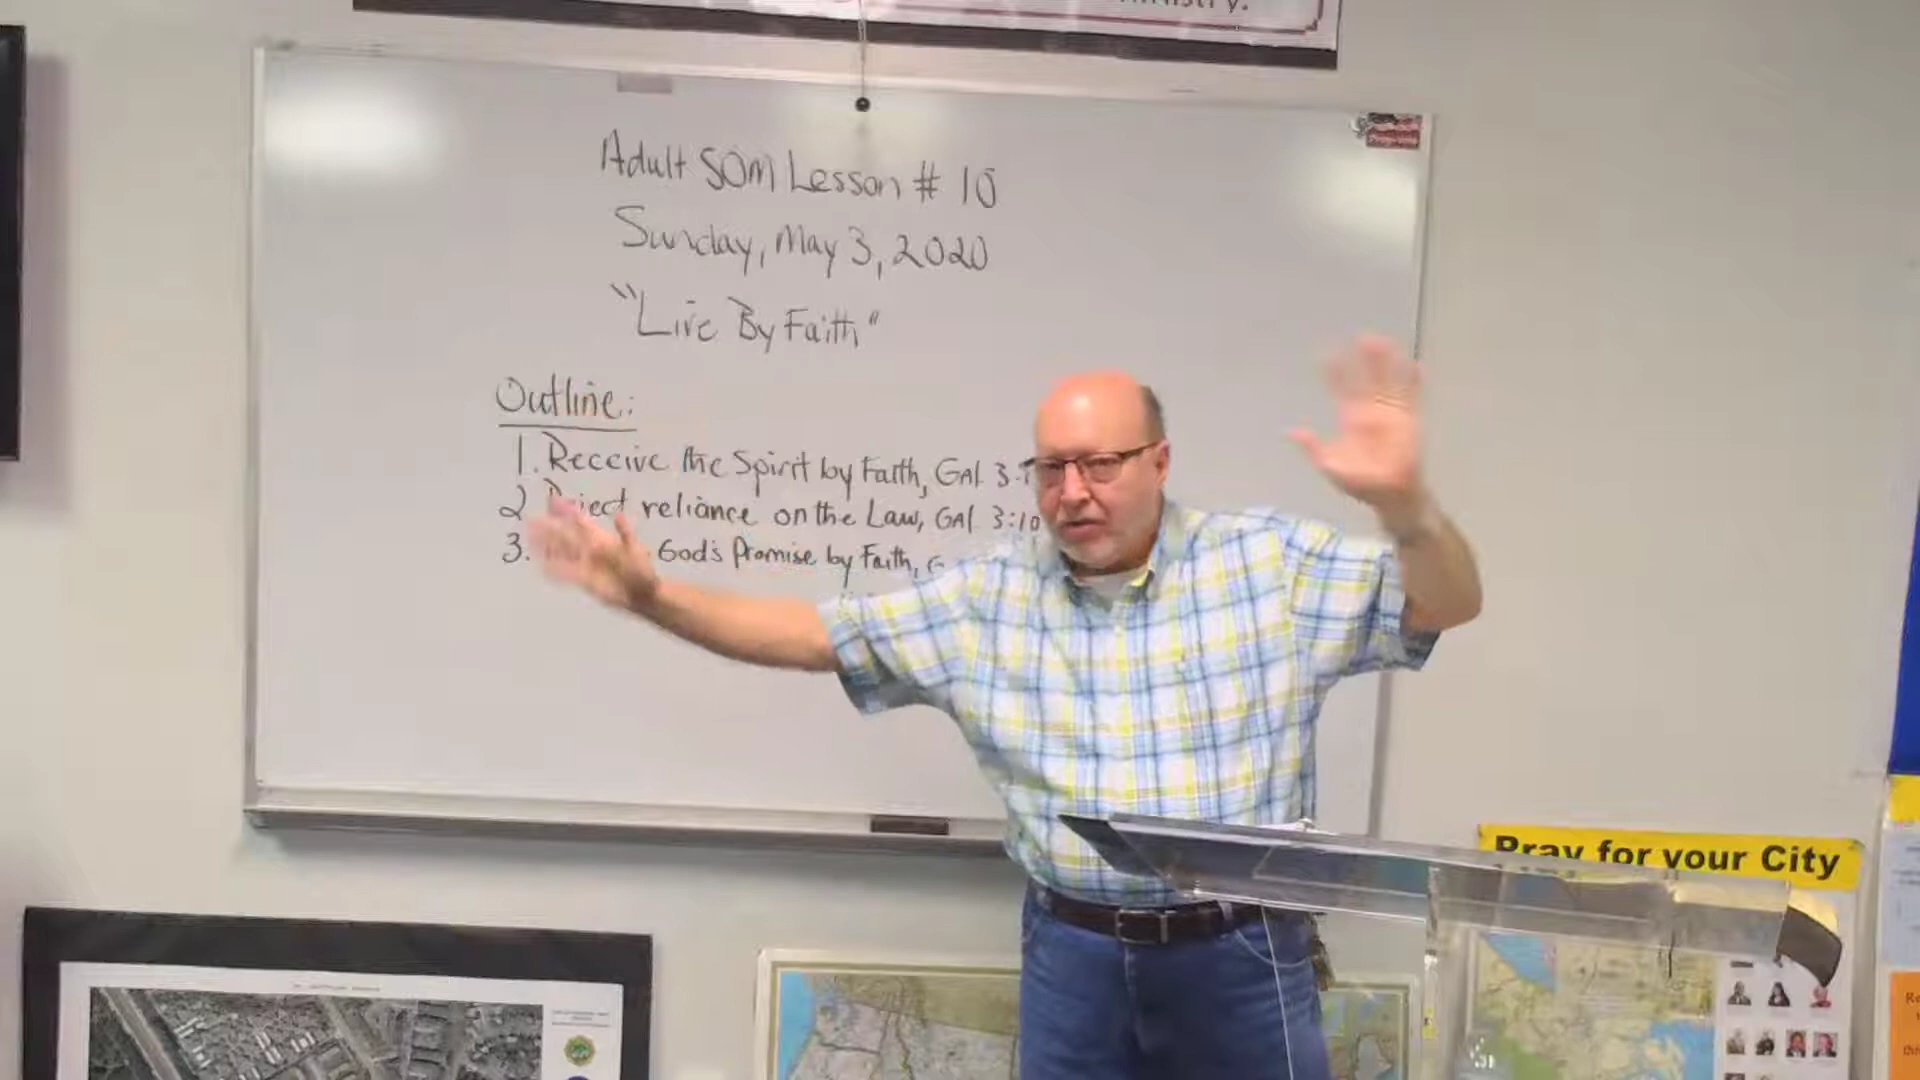 Adult SOM Lesson # 10
Sunday, May 3, 2020
"Live By Faith"
Outline:
1. Receive the Spirit by Faith, GAl 3:
2 Reject reliance on the Law, GAl 3:10
3. God's Promise by Faith, G
Pray for your City